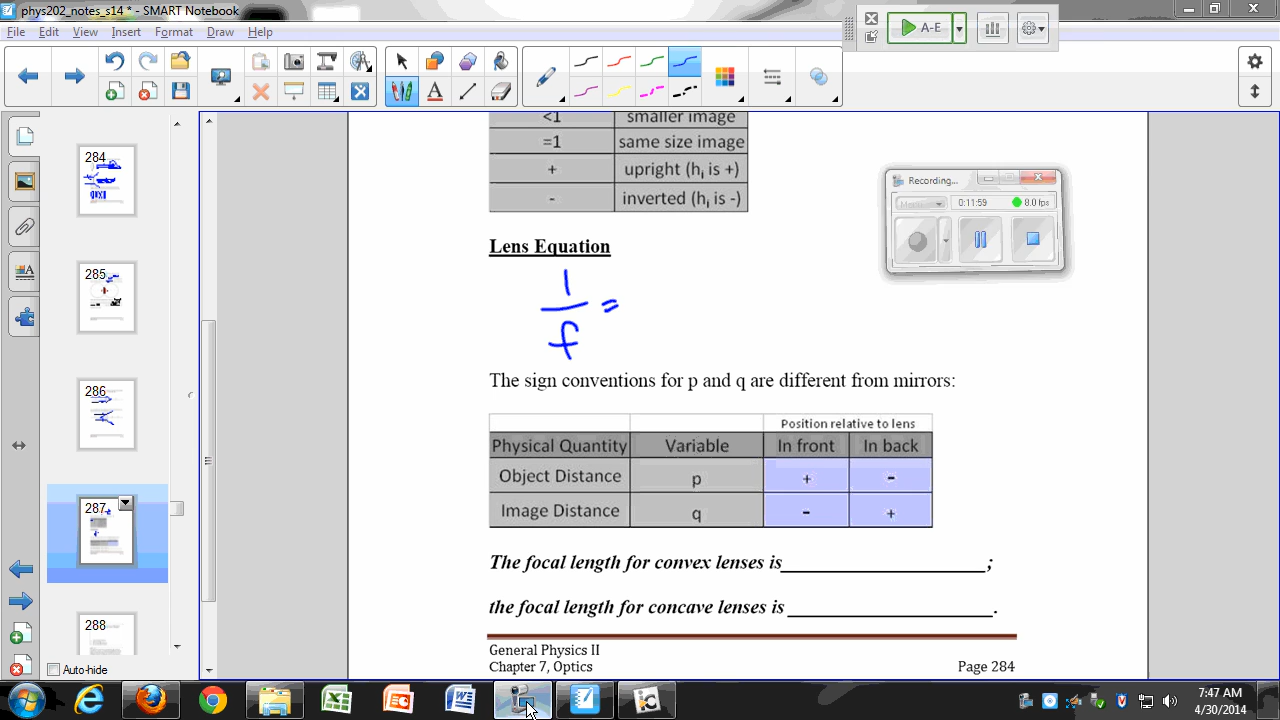 phys202_notes_s14 * - SMART Notebook
A-E
File Edit View Insert Format Draw Help
A
284
285
286
287
288
Auto-hide
<1 smaller image
=1 same size image
+ upright (hi is +)
- inverted (hi is -)
Recording...
0:11:59 8.0 fps
Lens Equation
1
f =
The sign conventions for p and q are different from mirrors:
Position relative to lens
Physical Quantity Variable In front In back
Object Distance p + -
Image Distance q - +
The focal length for convex lenses is_____________________;
the focal length for concave lenses is _____________________.
General Physics II
Chapter 7, Optics Page 284
7:47 AM
4/30/2014